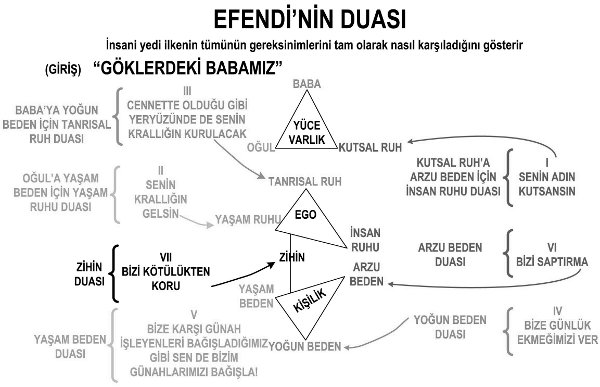 EFENDİ'NİN DUASI
İnsani yedi ilkenin tümünün gereksinimlerini tam olarak nasıl karşıladığını gösterir
(GİRİŞ) “GÖKLERDEKİ BABAMIZ”
BABA
YÜCE
VARLIK
OĞUL
KUTSAL RUH
BABA'YA YOĞUN
BEDEN İÇİN TANRISAL
RUH DUASI
III
CENNETTE OLDUĞU GİBİ
YERYÜZÜNDE DE SENİN
KRALLIĞIN KURULACAK
KUTSAL RUH'A
ARZU BEDEN İÇİN
İNSAN RUHU DUASI
I
SENİN ADIN
KUTSANSIN
OĞUL'A YAŞAM
BEDEN İÇİN YAŞAM
RUHU DUASI
II
SENİN
KRALLIĞIN
GELSİN
TANRISAL RUH
YAŞAM RUHU
EGO
İNSAN
RUHU
ZİHİN
DUASI
VII
BİZİ KÖTÜLÜKTEN
KORU
ZİHİN
ARZU
BEDEN
ARZU BEDEN
DUASI
VI
BİZİ SAPTIRMA
YAŞAM
BEDEN
KİŞİLİK
YOĞUN BEDEN
YAŞAM BEDEN
DUASI
V
BİZE KARŞI GÜNAH
İŞLEYENLERİ BAĞIŞLADIĞIMIZ
GİBİ SEN DE BİZİM
GÜNAHLARIMIZI BAĞIŞLA!
YOĞUN BEDEN
DUASI
IV
BİZE GÜNLÜK
EKMEĞİMİZİ VER